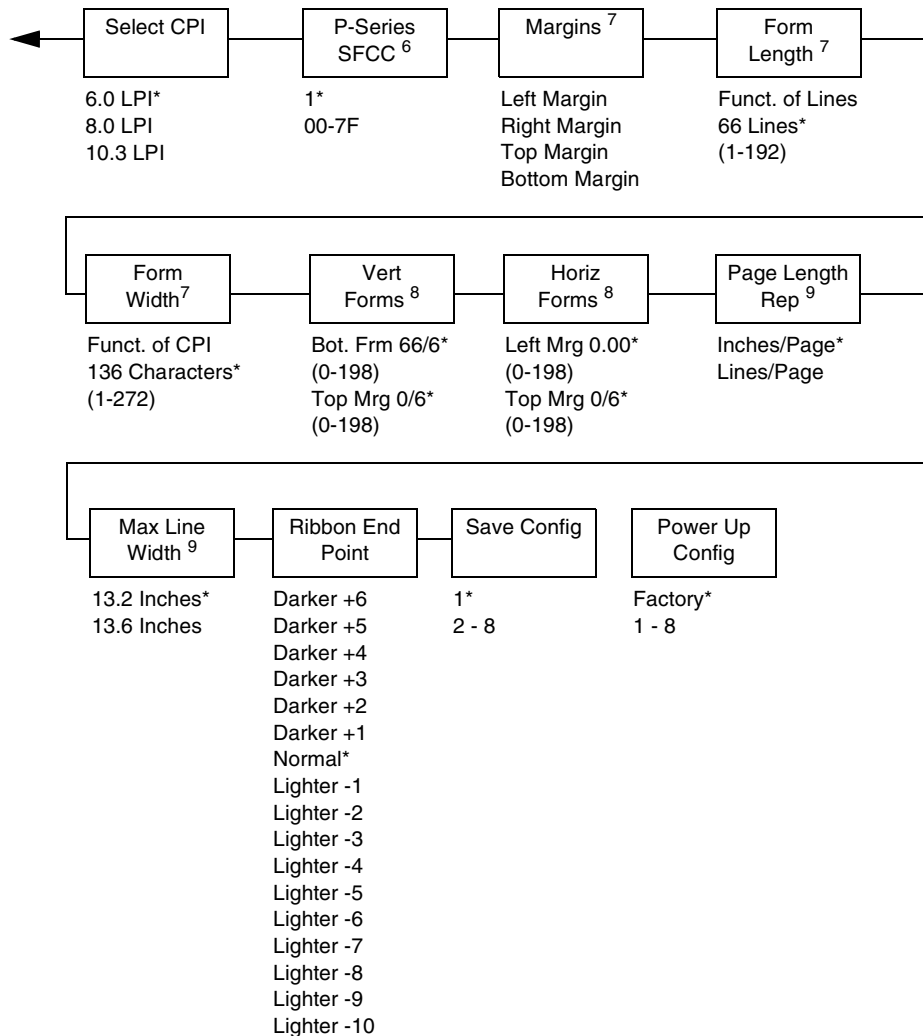 Select CPI
6.0 LPI*
8.0 LPI
10.3 LPI
P-Series
SFCC 6
1*
00-7F
Margins 7
Left Margin
Right Margin
Top Margin
Bottom Margin
Form
Length 7
Funct. of Lines
66 Lines*
(1-192)
Form
Width7
Funct. of CPI
136 Characters*
(1-272)
Vert
Forms 8
Bot. Frm 66/6*
(0-198)
Top Mrg 0/6*
(0-198)
Horiz
Forms 8
Left Mrg 0.00*
(0-198)
Top Mrg 0/6*
(0-198)
Page Length
Rep 9
Inches/Page*
Lines/Page
Max Line
Width 9
13.2 Inches*
13.6 Inches
Ribbon End
Point
Darker +6
Darker +5
Darker +4
Darker +3
Darker +2
Darker +1
Normal*
Lighter -1
Lighter -2
Lighter -3
Lighter -4
Lighter -5
Lighter -6
Lighter -7
Lighter -8
Lighter -9
Lighter -10
Save Config
1*
2 - 8
Power Up
Config
Factory*
1 - 8